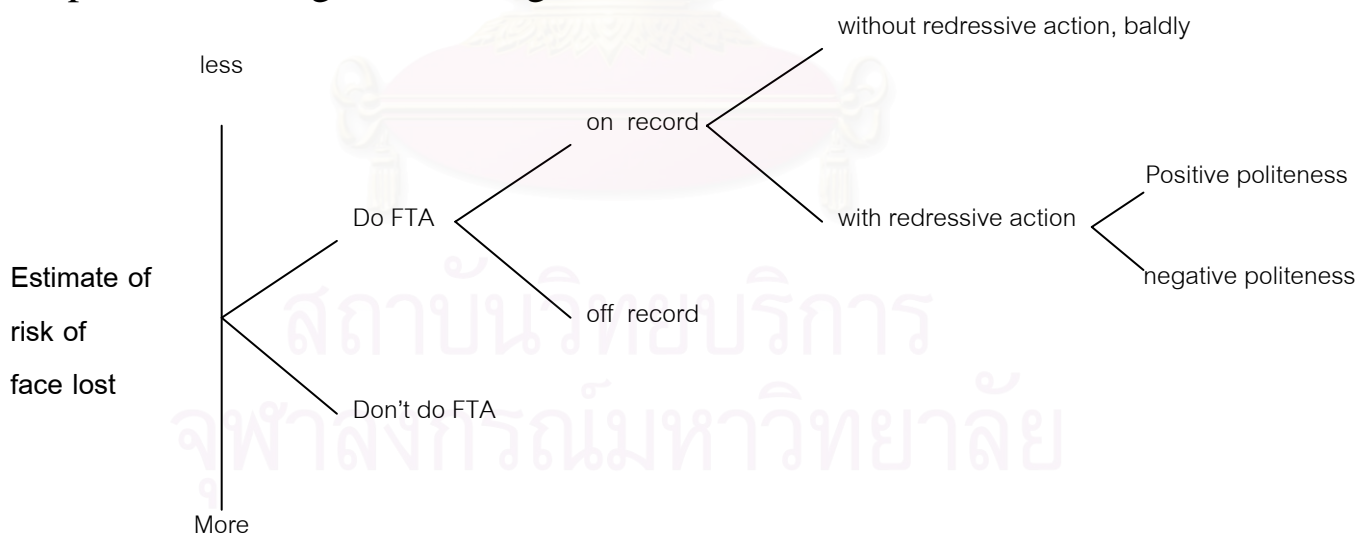 without redressive action, baldly
less
on record
Positive politeness
Do FTA
with redressive action
Estimate of
risk of
face lost
negative politeness
off record
Don't do FTA
More
สถาบันวิทยบริการ
จุฬาลงกรณ์มหาวิทยาลัย